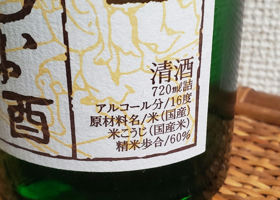 清酒
720㎖詰
アルコール分/16度
原材料名/米(国産)
米こうじ(国産米)
精米歩合/60%
酒